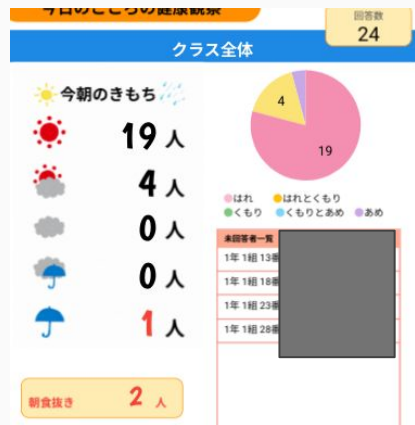 今日のこころの健康観察
回答数
24
クラス全体
今朝のきもち
19 人
4 人
0 人
0 人
1 人
朝食抜き 2 人
4
19
はれ はれとくもり
くもり くもりとあめ あめ
未回答者一覧
1年 1組 13番
1年 1組 18番
1年 1組 23番
1年 1組 28番